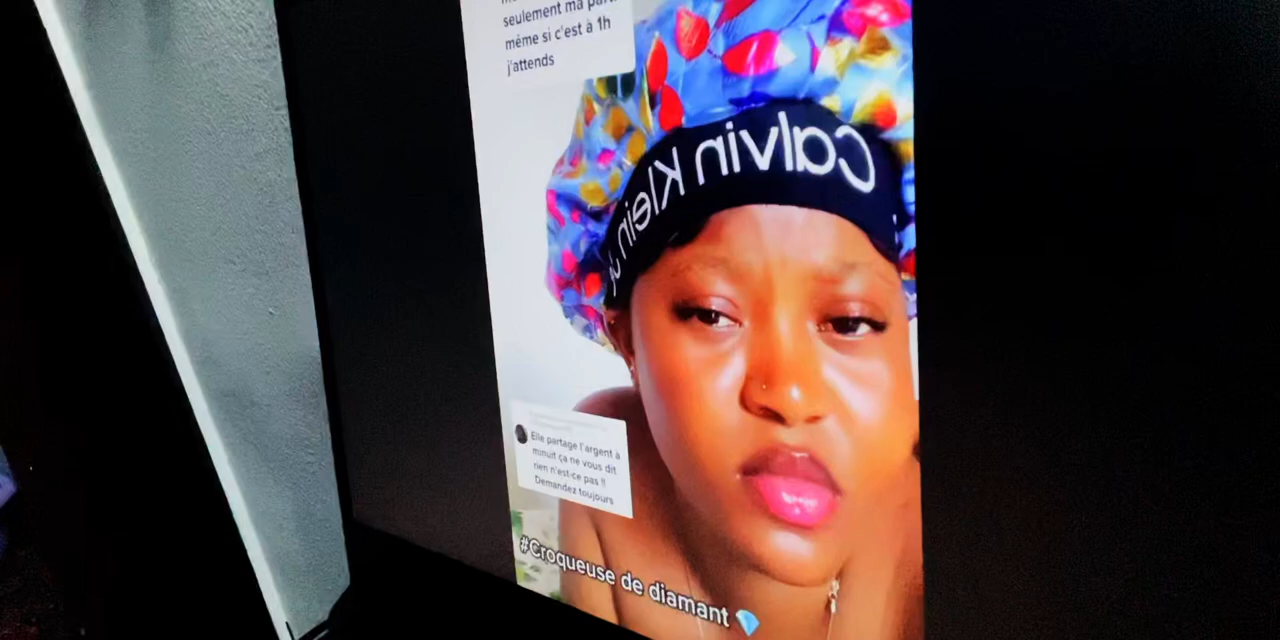 seulement ma part
même si c'est à 1h
j'attends
Calvin Klein
Elle partage l'argent à
minuit ça ne vous dit
rien n'est-ce pas !!
Demandez toujours
#Croqueuse de diamant 💎